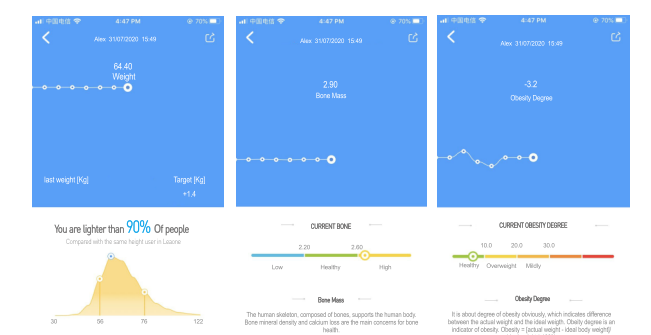 中国电信 4:47 PM 70%
Alex 31/07/2020 15:49
64.40
Weight
last weight [Kg] Target [Kg]
+1.4
You are lighter than 90% Of people
Compared with the same height user in Lesone
30 56 76 122
中国电信 4:47 PM 70%
Alex 31/07/2020 15:49
2.90
Bone Mass
CURRENT BONE
2.20 2.60
Low Healthy High
Bone Mass
The human skeleton, composed of bones, supports the human body.
Bone mineral density and calcium loss are the main concerns for bone
health.
中国电信 4:47 PM 70%
Alex 31/07/2020 15:49
-3.2
Obesity Degree
CURRENT OBESITY DEGREE
10.0 20.0 30.0
Healthy Overweight Mildly
Obesity Degree
It is about degree of obesity obviously, which indicates difference
between the actual weight and the ideal weigth. Obeity degree is an
indicator of obesity. Obesity = [actual weight - ideal body weight)/